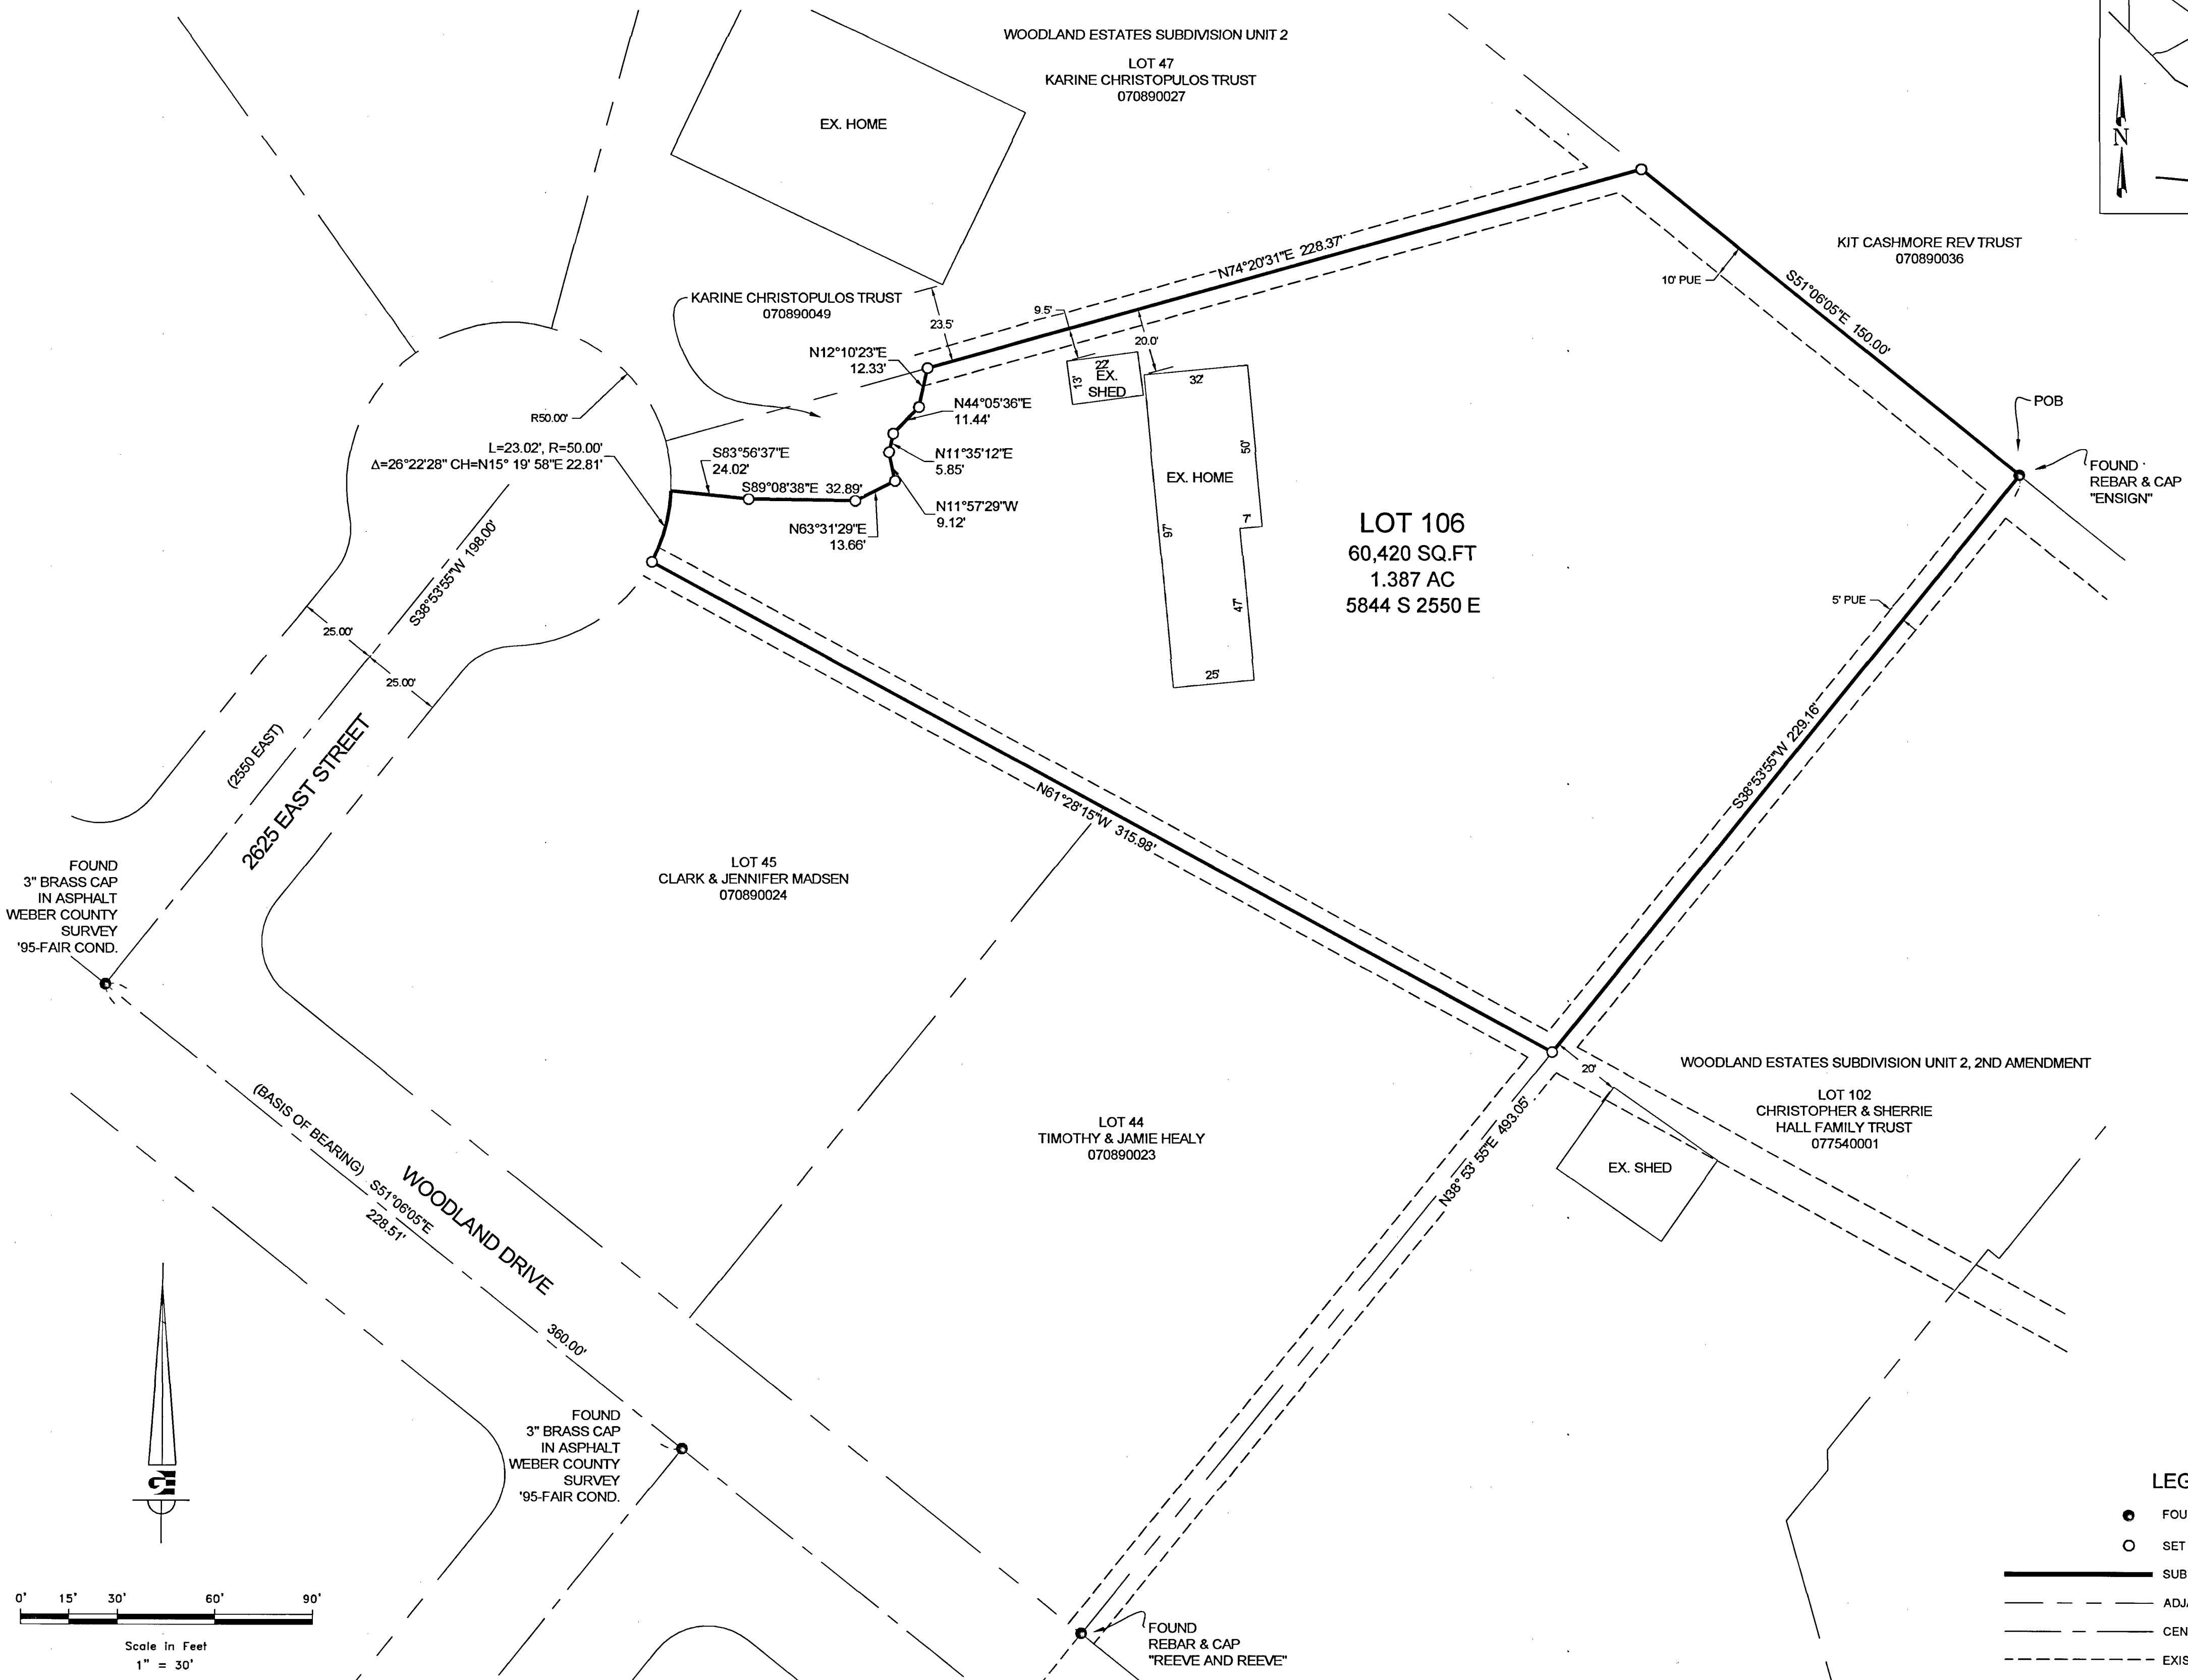 WOODLAND ESTATES SUBDIVISION UNIT 2
LOT 47
KARINE CHRISTOPULOS TRUST
070890027
EX. HOME
N
KIT CASHMORE REV TRUST
070890036
10' PUE
S51°06'05"E 150.00'
N74°20'31"E 228.37'
KARINE CHRISTOPULOS TRUST
070890049
23.5'
9.5'
20.0'
N12°10'23"E
12.33'
22'
13'
EX.
SHED
32'
N44°05'36"E
11.44'
R50.00'
L=23.02', R=50.00'
Δ=26°22'28" CH=N15° 19' 58"E 22.81'
S83°56'37"E
24.02'
S89°08'38"E 32.89'
N11°35'12"E
5.85'
N11°57'29"W
9.12'
N63°31'29"E
13.66'
50'
EX. HOME
97'
7'
47'
25'
POB
FOUND
REBAR & CAP
"ENSIGN"
LOT 106
60,420 SQ.FT
1.387 AC
5844 S 2550 E
5' PUE
S38°53'55"W 198.00'
25.00'
25.00'
(2550 EAST)
2625 EAST STREET
S38°53'55"W 229.16'
N61°28'15"W 315.98'
LOT 45
CLARK & JENNIFER MADSEN
070890024
FOUND
3" BRASS CAP
IN ASPHALT
WEBER COUNTY
SURVEY
'95-FAIR COND.
20'
WOODLAND ESTATES SUBDIVISION UNIT 2, 2ND AMENDMENT
LOT 102
CHRISTOPHER & SHERRIE
HALL FAMILY TRUST
077540001
EX. SHED
LOT 44
TIMOTHY & JAMIE HEALY
070890023
N38° 53' 55"E 493.05'
(BASIS OF BEARING) S51°06'05"E
228.51'
WOODLAND DRIVE
360.00'
FOUND
3" BRASS CAP
IN ASPHALT
WEBER COUNTY
SURVEY
'95-FAIR COND.
0' 15' 30' 60' 90'
Scale in Feet
1" = 30'
FOUND
REBAR & CAP
"REEVE AND REEVE"
LEG
FOU
SET
SUB
ADJ
CEN
EXIS